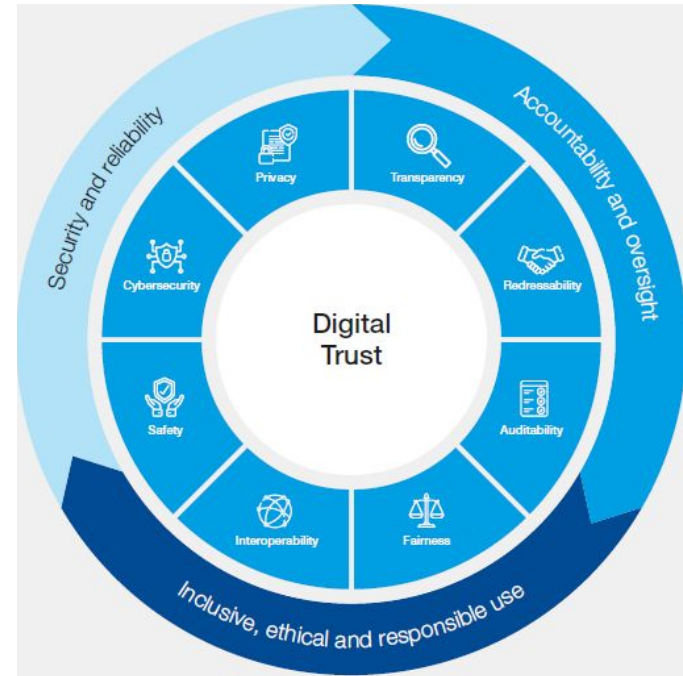 Security and reliability
Accountability and oversight
Inclusive, ethical and responsible use
Privacy
Transparency
Cybersecurity
Redressability
Digital
Trust
Safety
Auditability
Interoperability
Fairness